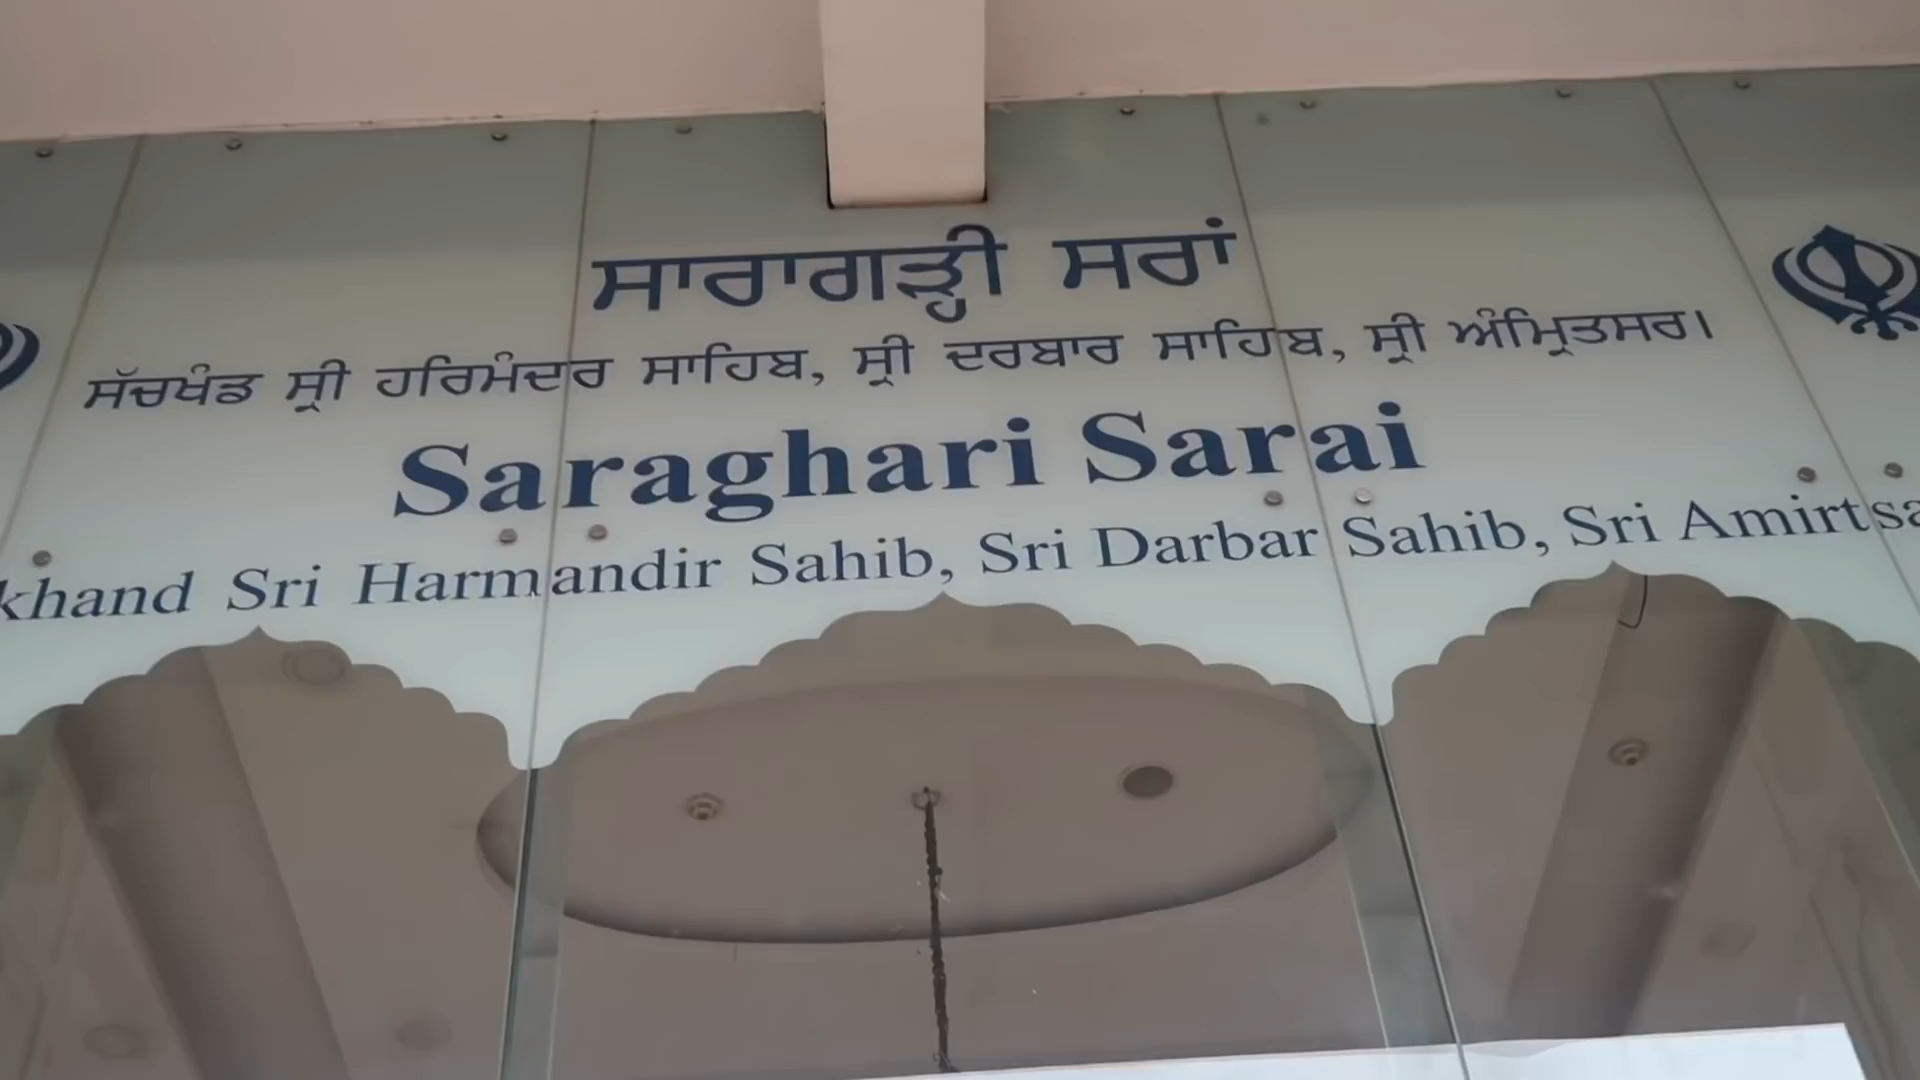 ਸਾਰਾਗੜ੍ਹੀ ਸਰਾਂ
ਸੱਚਖੰਡ ਸ੍ਰੀ ਹਰਿਮੰਦਰ ਸਾਹਿਬ, ਸ੍ਰੀ ਦਰਬਾਰ ਸਾਹਿਬ, ਸ੍ਰੀ ਅੰਮ੍ਰਿਤਸਰ।
Saraghari Sarai
khand Sri Harmandir Sahib, Sri Darbar Sahib, Sri Amirtsa